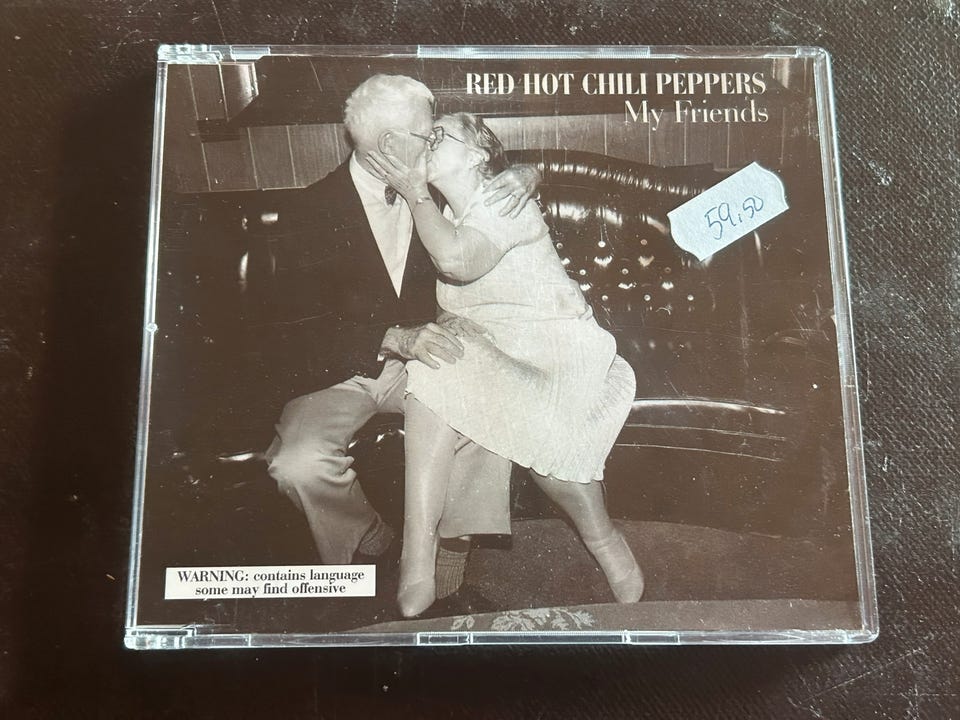 RED HOT CHILI PEPPERS
My Friends
59,50
WARNING: contains language
some may find offensive